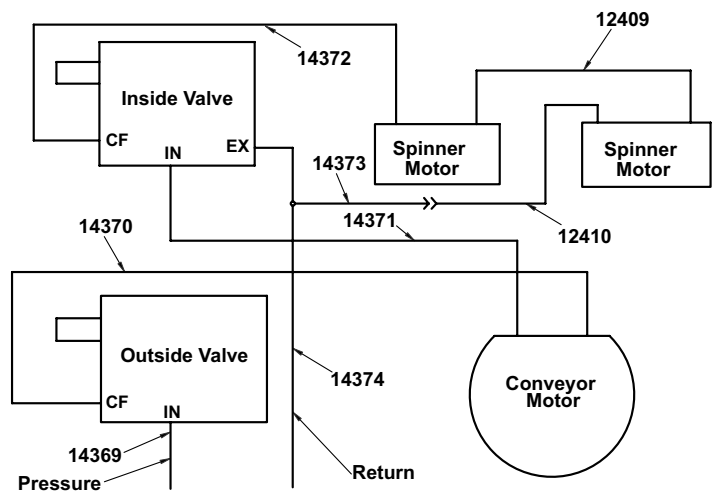 12409
14372
Inside Valve
CF
IN
EX
Spinner
Motor
Spinner
Motor
14373
14370
14371
12410
Outside Valve
14374
Conveyor
Motor
CF
IN
14369
Pressure
Return